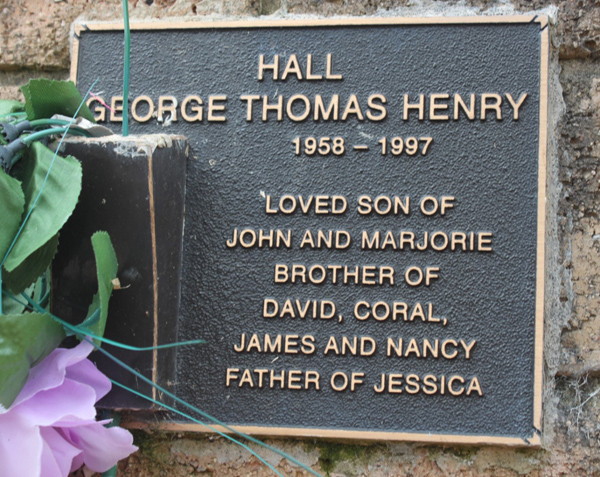 HALL
GEORGE THOMAS HENRY
1958 – 1997
LOVED SON OF
JOHN AND MARJORIE
BROTHER OF
DAVID, CORAL,
JAMES AND NANCY
FATHER OF JESSICA